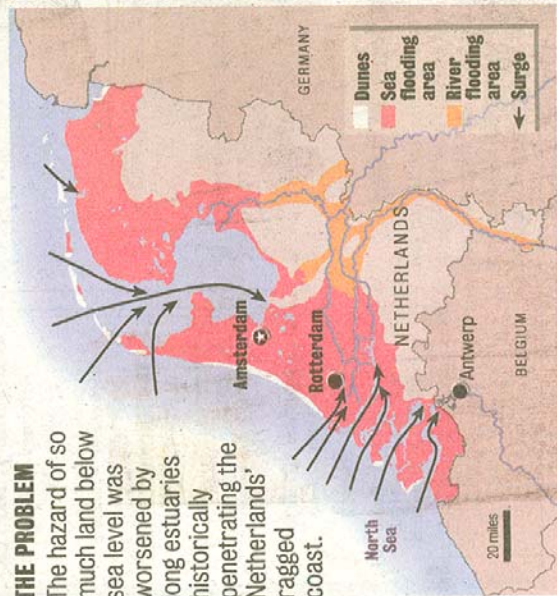 THE PROBLEM
The hazard of so
much land below
sea level was
worsened by
ong estuaries
historically
penetrating the
Netherlands'
ragged
coast.
North
Sea
20 miles
Amsterdam
Rotterdam
NETHERLANDS
Antwerp
BELGIUM
GERMANY
Dunes
Sea
flooding
area
River
flooding
area
Surge